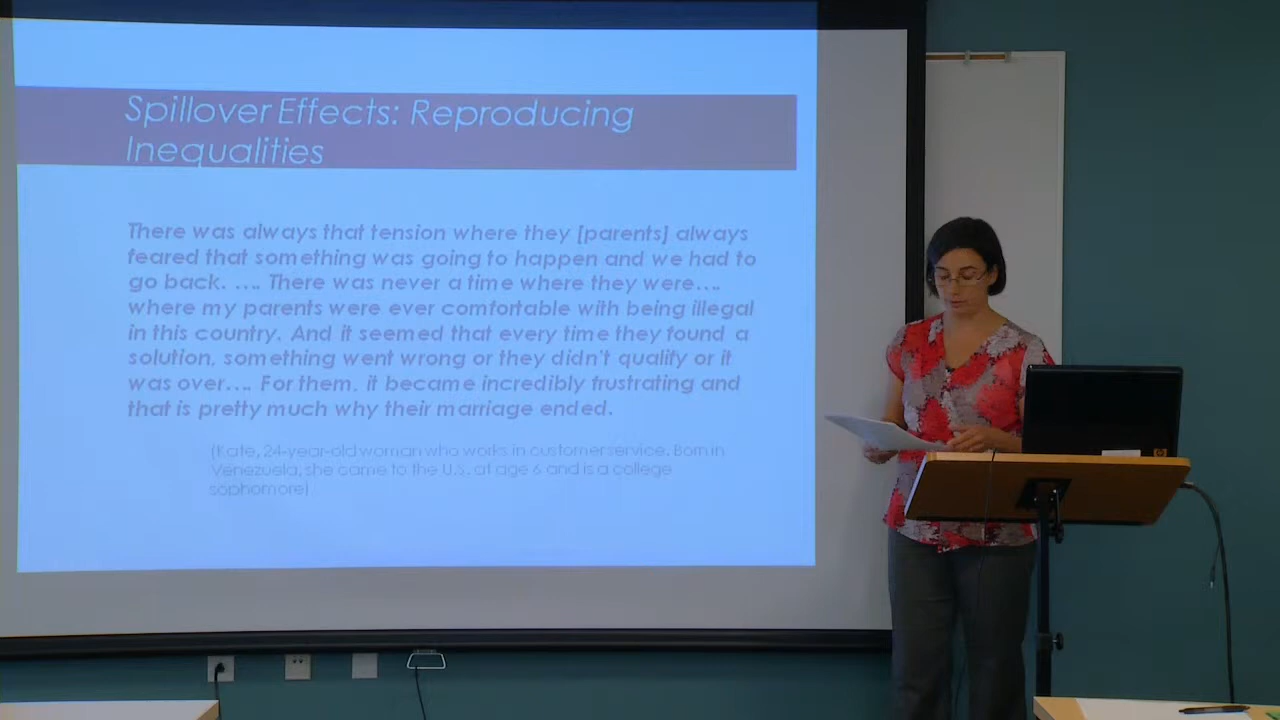 Spillover Effects: Reproducing
Inequalities
There was always that tension where they [parents] always
feared that something was going to happen and we had to
go back. .... There was never a time where they were....
where my parents were ever comfortable with being illegal
in this country. And it seemed that every time they found a
solution, something went wrong or they didn't qualify or it
was over.... For them, it became incredibly frustrating and
that is pretty much why their marriage ended.
(Kate, 24-year-old woman who works in customer service. Born in
Venezuela, she came to the U.S. at age 6 and is a college
sophomore)